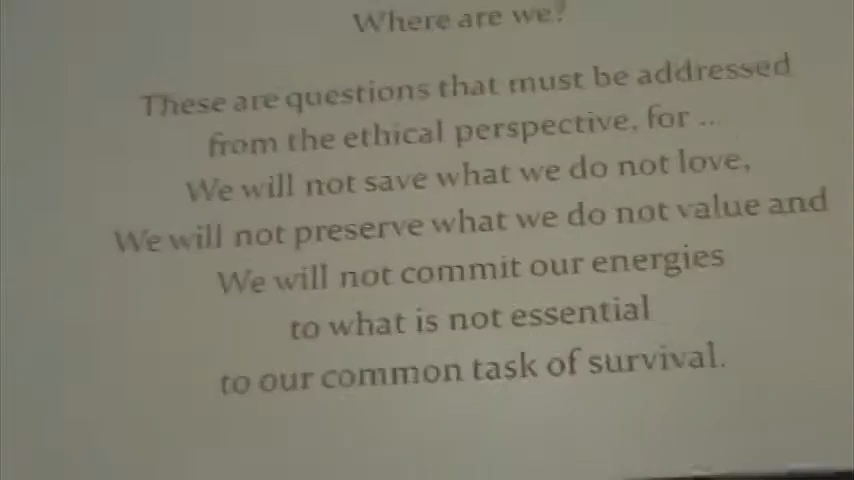 Where are we?
These are questions that must be addressed
from the ethical perspective, for ...
We will not save what we do not love,
We will not preserve what we do not value and
We will not commit our energies
to what is not essential
to our common task of survival.